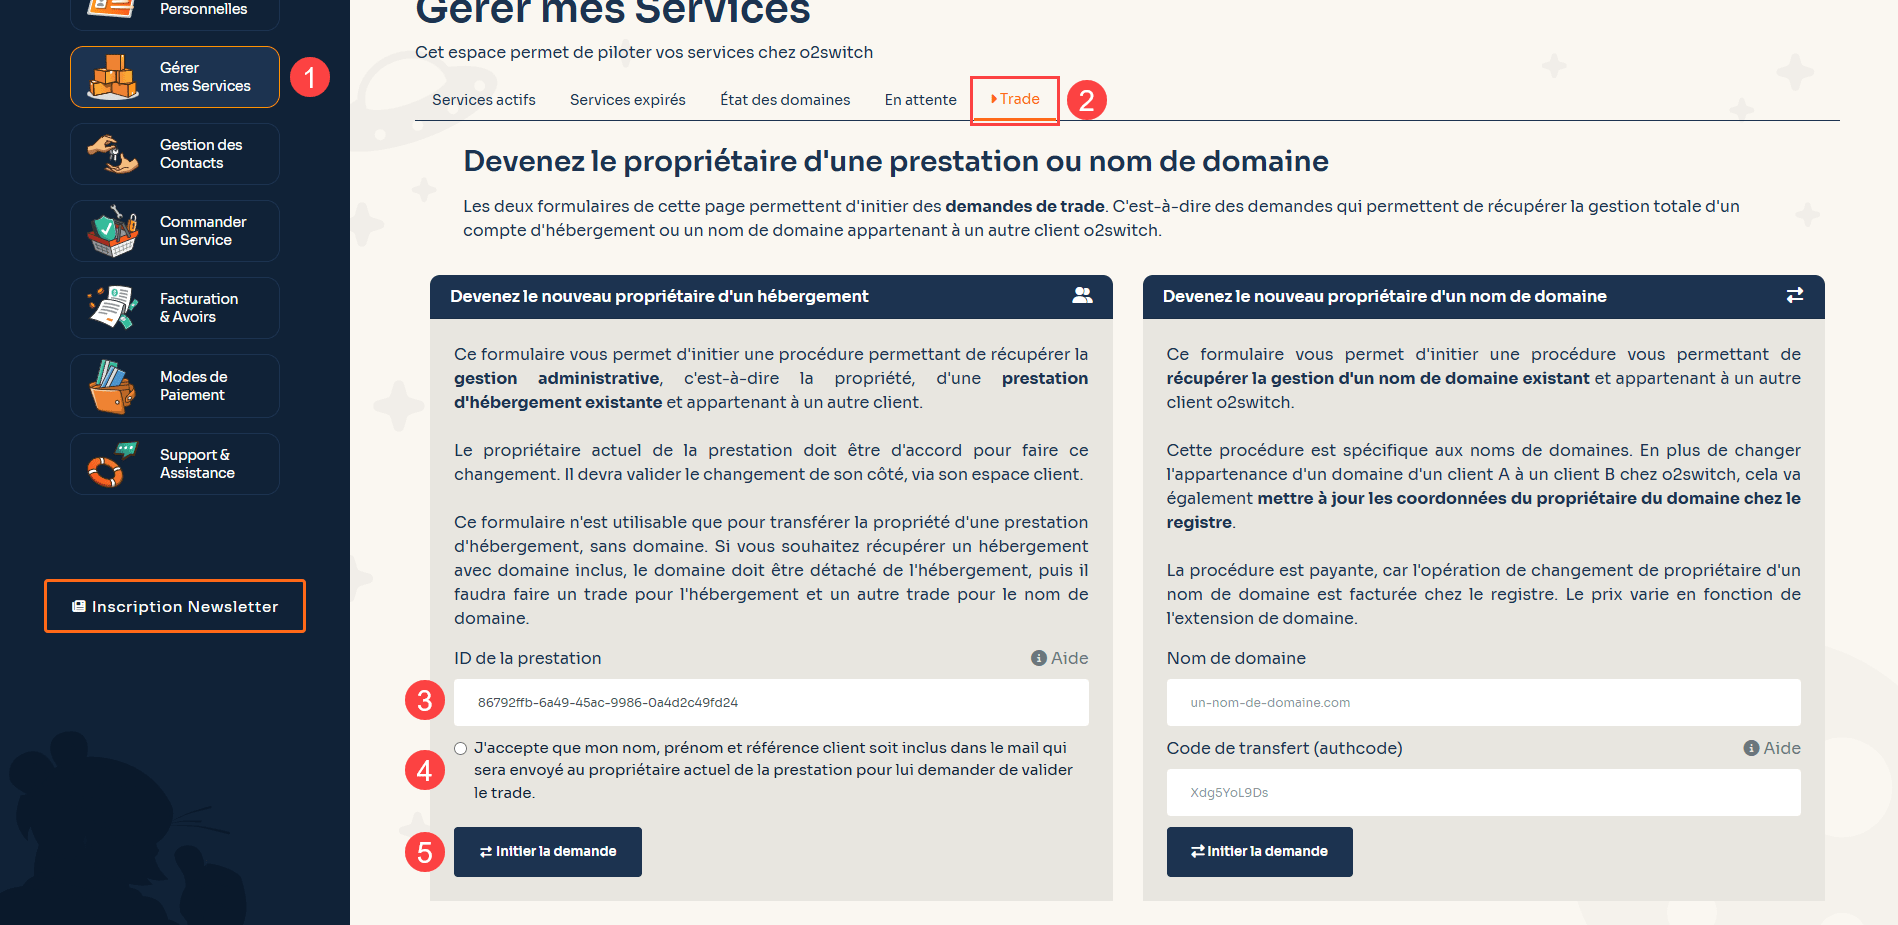 Personnelles
Gérer
mes Services
1
Gestion des
Contacts
Commander
un Service
Facturation
& Avoirs
Modes de
Paiement
Support &
Assistance
Inscription Newsletter
Gérer mes Services
Cet espace permet de piloter vos services chez o2switch
Services actifs Services expirés État des domaines En attente Trade 2
Devenez le propriétaire d'une prestation ou nom de domaine
Les deux formulaires de cette page permettent d'initier des demandes de trade. C'est-à-dire des demandes qui permettent de récupérer la gestion totale d'un
compte d'hébergement ou un nom de domaine appartenant à un autre client o2switch.
Devenez le nouveau propriétaire d'un hébergement
Ce formulaire vous permet d'initier une procédure permettant de récupérer la
gestion administrative, c'est-à-dire la propriété, d'une prestation
d'hébergement existante et appartenant à un autre client.
Le propriétaire actuel de la prestation doit être d'accord pour faire ce
changement. Il devra valider le changement de son côté, via son espace client.
Ce formulaire n'est utilisable que pour transférer la propriété d'une prestation
d'hébergement, sans domaine. Si vous souhaitez récupérer un hébergement
avec domaine inclus, le domaine doit être détaché de l'hébergement, puis il
faudra faire un trade pour l'hébergement et un autre trade pour le nom de
domaine.
ID de la prestation Aide
3 86792ffb-6a49-45ac-9986-0a4d2c49fd24
4 J'accepte que mon nom, prénom et référence client soit inclus dans le mail qui
sera envoyé au propriétaire actuel de la prestation pour lui demander de valider
le trade.
5 Initier la demande
Devenez le nouveau propriétaire d'un nom de domaine
Ce formulaire vous permet d'initier une procédure vous permettant de
récupérer la gestion d'un nom de domaine existant et appartenant à un autre
client o2switch.
Cette procédure est spécifique aux noms de domaines. En plus de changer
l'appartenance d'un domaine d'un client A à un client B chez o2switch, cela va
également mettre à jour les coordonnées du propriétaire du domaine chez le
registre.
La procédure est payante, car l'opération de changement de propriétaire d'un
nom de domaine est facturée chez le registre. Le prix varie en fonction de
l'extension de domaine.
Nom de domaine
un-nom-de-domaine.com
Code de transfert (authcode) Aide
Xdg5YoL9Ds
Initier la demande